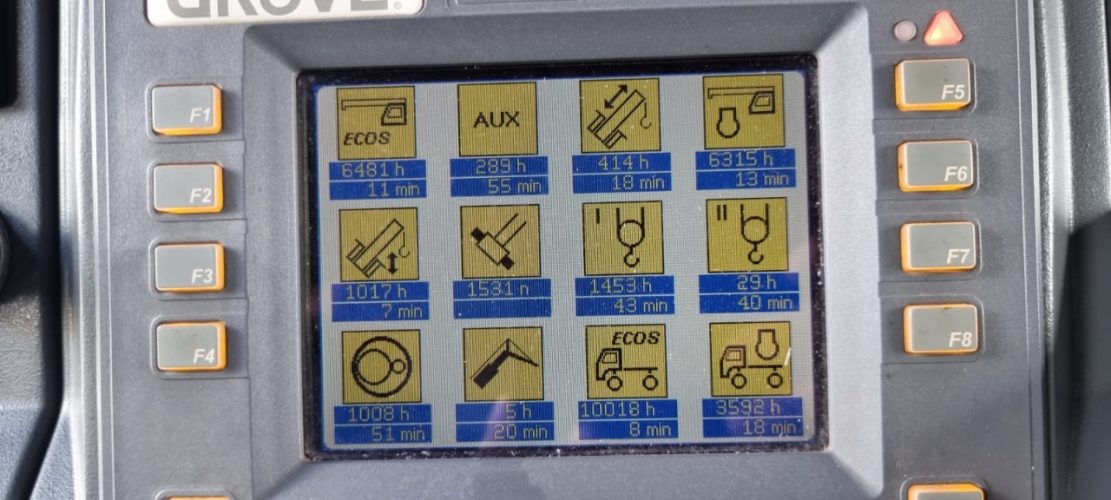 GROVE®
F1
F2
F3
F4
F5
F6
F7
F8
ECOS
6481 h
11 min
AUX
289 h
55 min
414 h
18 min
6315 h
13 min
1017 h
7 min
1531 h
I
1453 h
43 min
II
29 h
40 min
1008 h
51 min
5 h
20 min
ECOS
10018 h
8 min
3592 h
18 min